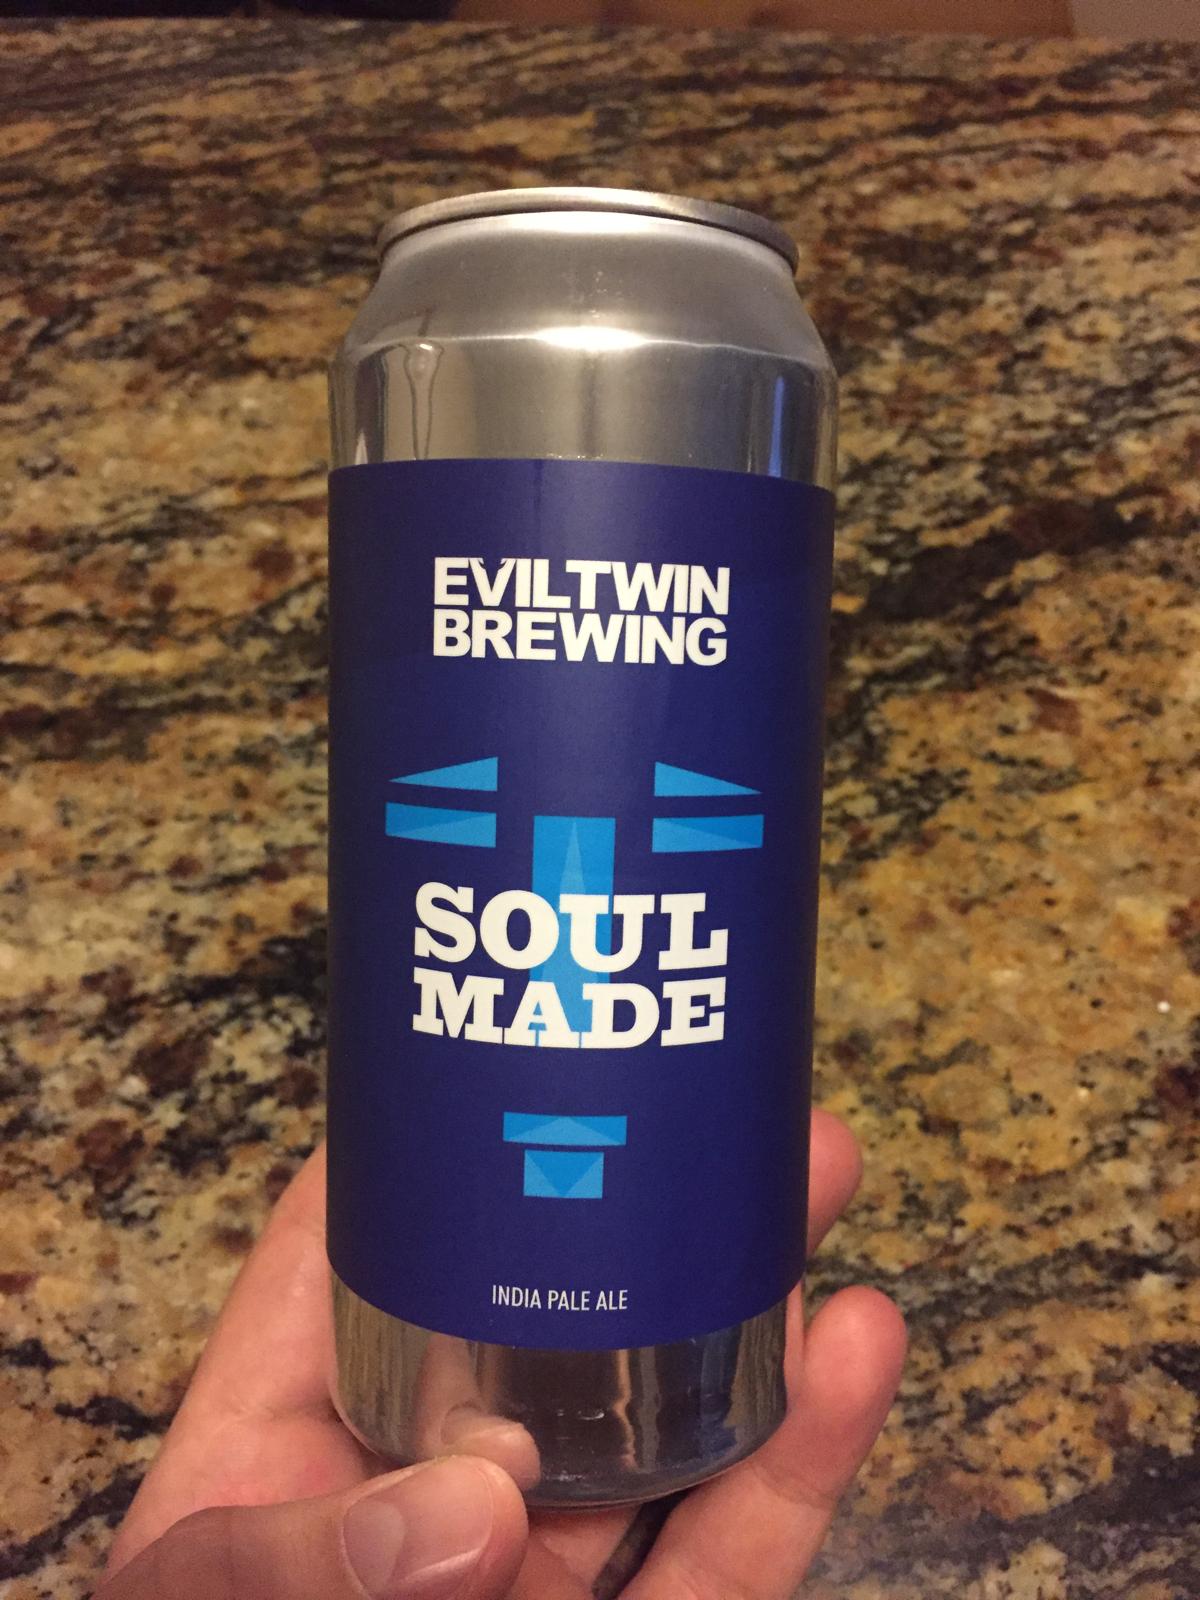 EVILTWIN
BREWING
SOUL
MADE
INDIA PALE ALE